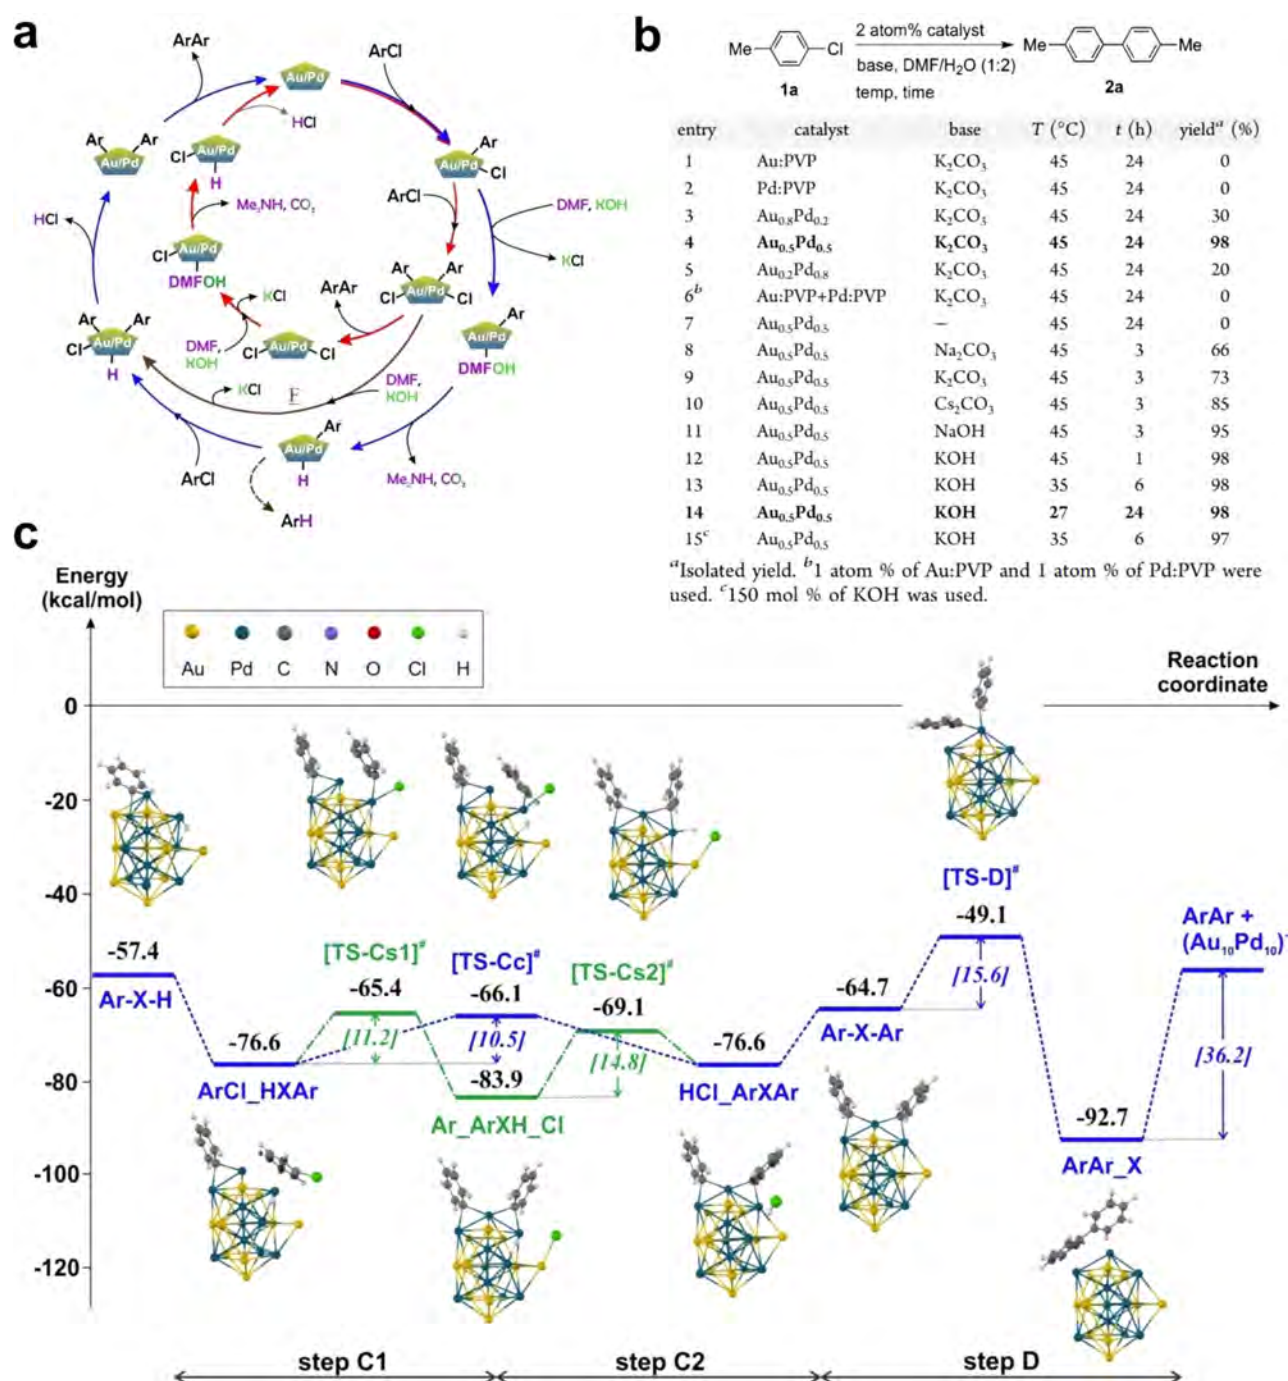 a
ArAr
ArCl
Au/Pd
HCl
Ar
Ar
Au/Pd
Cl
Au/Pd
H
Ar
Au/Pd
Cl
ArCl
DMF, KOH
KCl
HCl
Me₂NH, CO₂
Cl
Au/Pd
DMFOH
KCl
ArAr
Ar
Ar
Cl
Au/Pd
Cl
Ar
Ar
Cl
Au/Pd
H
DMF,
KOH
Cl
Au/Pd
Cl
Ar
Au/Pd
DMFOH
KCl
F
DMF,
KOH
ArCl
Ar
Au/Pd
H
Me₂NH, CO₂
ArH
b
Me
Cl
1a
2 atom% catalyst
base, DMF/H₂O (1:2)
temp, time
Me
Me
2a
entry catalyst base T (°C) t (h) yieldᵃ (%)
1 Au:PVP K₂CO₃ 45 24 0
2 Pd:PVP K₂CO₃ 45 24 0
3 Au₀.₈Pd₀.₂ K₂CO₃ 45 24 30
4 Au₀.₅Pd₀.₅ K₂CO₃ 45 24 98
5 Au₀.₂Pd₀.₈ K₂CO₃ 45 24 20
6ᵇ Au:PVP+Pd:PVP K₂CO₃ 45 24 0
7 Au₀.₅Pd₀.₅ – 45 24 0
8 Au₀.₅Pd₀.₅ Na₂CO₃ 45 3 66
9 Au₀.₅Pd₀.₅ K₂CO₃ 45 3 73
10 Au₀.₅Pd₀.₅ Cs₂CO₃ 45 3 85
11 Au₀.₅Pd₀.₅ NaOH 45 3 95
12 Au₀.₅Pd₀.₅ KOH 45 1 98
13 Au₀.₅Pd₀.₅ KOH 35 6 98
14 Au₀.₅Pd₀.₅ KOH 27 24 98
15ᶜ Au₀.₅Pd₀.₅ KOH 35 6 97
ᵃIsolated yield. ᵇ1 atom % of Au:PVP and 1 atom % of Pd:PVP were
used. ᶜ150 mol % of KOH was used.
c
Energy
(kcal/mol)
Au Pd C N O Cl H
Reaction
coordinate
0
-20
-40
-60
-80
-100
-120
-57.4
Ar-X-H
-76.6
ArCl_HXAr
[TS-Cs1]#
-65.4
[11.2]
[TS-Cc]#
-66.1
[10.5]
-83.9
Ar_ArXH_Cl
[TS-Cs2]#
-69.1
[14.8]
-76.6
HCl_ArXAr
-64.7
Ar-X-Ar
[TS-D]#
-49.1
[15.6]
-92.7
ArAr_X
ArAr +
(Au₁₀Pd₁₀)⁻
[36.2]
step C1
step C2
step D